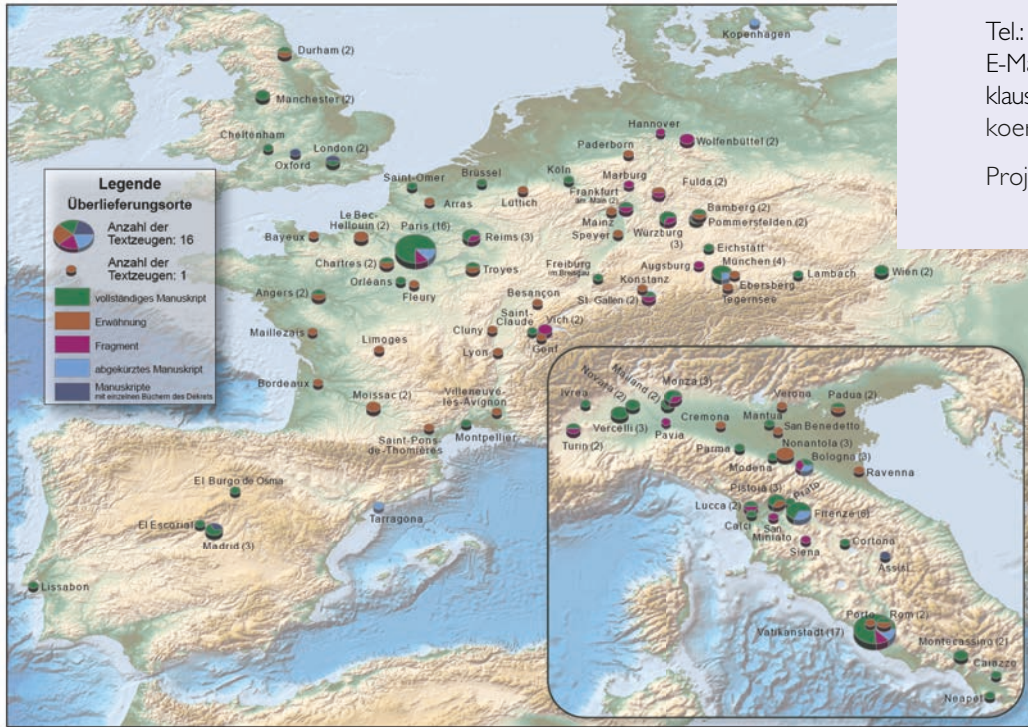 Tel.:
E-Ma
klaus
koer
Proj
Kopenhagen
Durham (2)
Manchester (2)
Cheltenham
Oxford
London (2)
Legende
Überlieferungsorte
Anzahl der
Textzeugen: 16
Anzahl der
Textzeugen: 1
vollständiges Manuskript
Erwähnung
Fragment
abgekürztes Manuskript
Manuskripte
mit einzelnen Büchern des Dekrets
Hannover
Wolfenbüttel (2)
Paderborn
Brüssel
Köln
Marburg
Saint-Omer
Fulda (2)
Frankfurt
am Main (2)
Arras
Lüttich
Bamberg (2)
Mainz
Pommersfelden (2)
Le Bec-
Hellouin (2)
Paris (16)
Reims (3)
Speyer
Würzburg
(3)
Bayeux
Eichstätt
Chartres (2)
Troyes
Freiburg
im Breisgau
Augsburg
München (4)
Lambach
Wien (2)
Orléans
Fleury
Konstanz
Ebersberg
Tegernsee
Angers (2)
Besançon
St. Gallen (2)
Saint-
Claude
Vich (2)
Maillezais
Cluny
Genf
Limoges
Lyon
Bordeaux
Villeneuve-
lès-Avignon
Moissac (2)
Saint-Pons-
de-Thomières
Montpellier
El Burgo de Osma
Tarragona
El Escorial
Madrid (3)
Lissabon
Ivrea
Novara (2)
Mailand (2)
Monza (3)
Verona
Padua (2)
Vercelli (3)
Cremona
Mantua
San Benedetto
Turin (2)
Pavia
Nonantola (3)
Parma
Bologna (3)
Modena
Ravenna
Pistoia (3)
Prato
Lucca (2)
Firenze (6)
Calci
San
Miniato
Siena
Cortona
Assisi
Porto
Rom (2)
Vatikanstadt (17)
Montecassino (2)
Caiazzo
Neapel